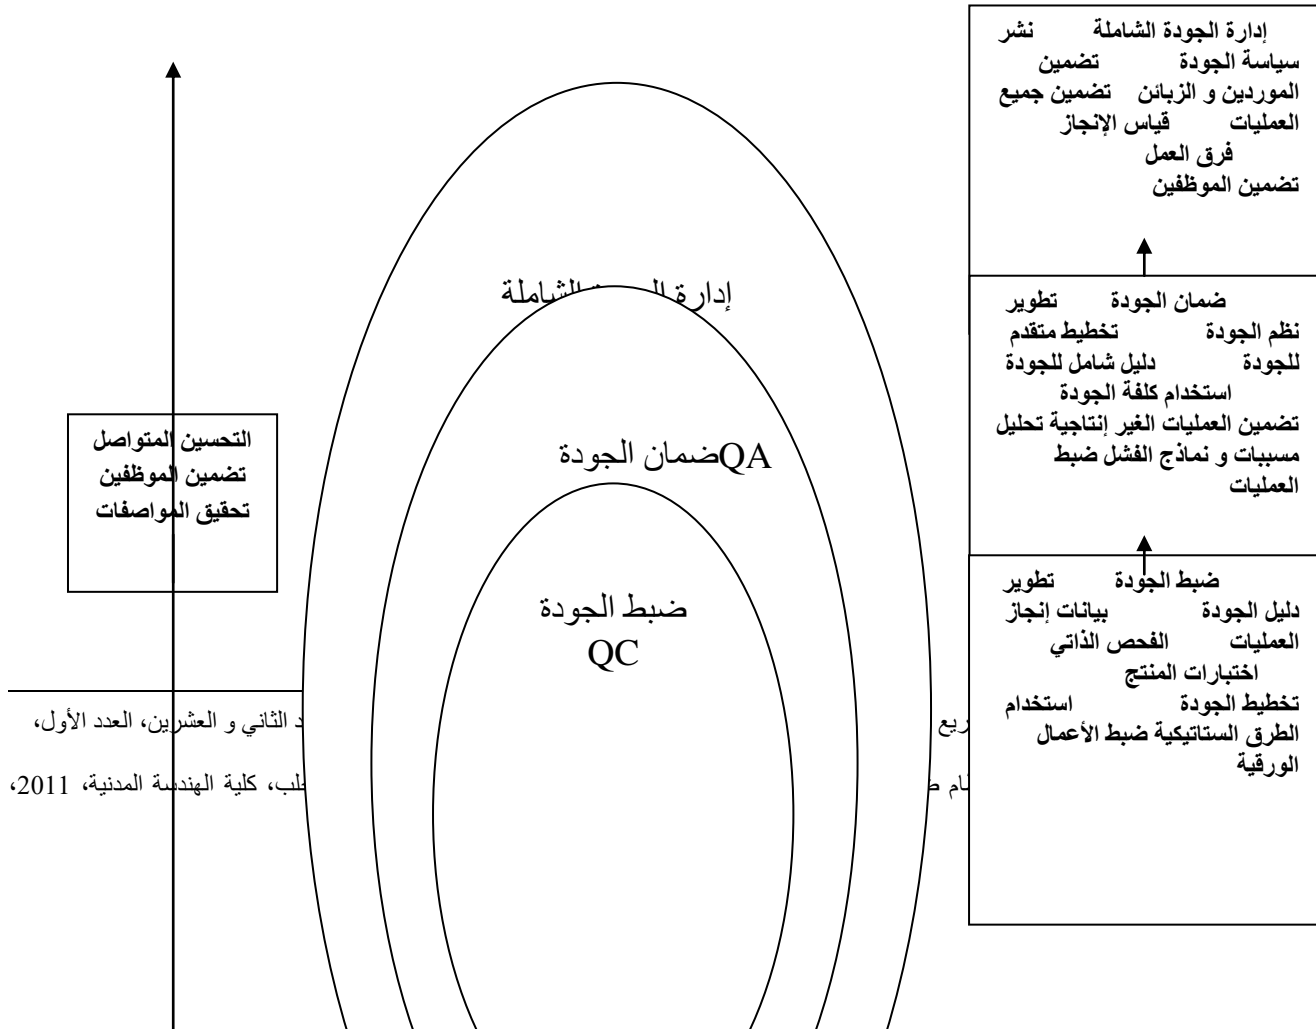 إدارة الجودة الشاملة نشر
سياسة الجودة تضمين
الموردين و الزبائن تضمين جميع
العمليات قياس الإنجاز
فرق العمل
تضمين الموظفين
إدارة الشاملة
ضمان الجودة تطوير
نظم الجودة تخطيط متقدم
للجودة دليل شامل للجودة
استخدام كلفة الجودة
تضمين العمليات الغير إنتاجية تحليل
مسببات و نماذج الفشل ضبط
العمليات
ضمان الجودةQA
التحسين المتواصل
تضمين الموظفين
تحقيق المواصفات
ضبط الجودة
QC
ضبط الجودة تطوير
دليل الجودة بيانات إنجاز
العمليات الفحص الذاتي
اختبارات المنتج
تخطيط الجودة استخدام
الطرق الستاتيكية ضبط الأعمال
الورقية
الثاني و العشرين، العدد الأول،
كلية الهندسة المدنية، 2011،